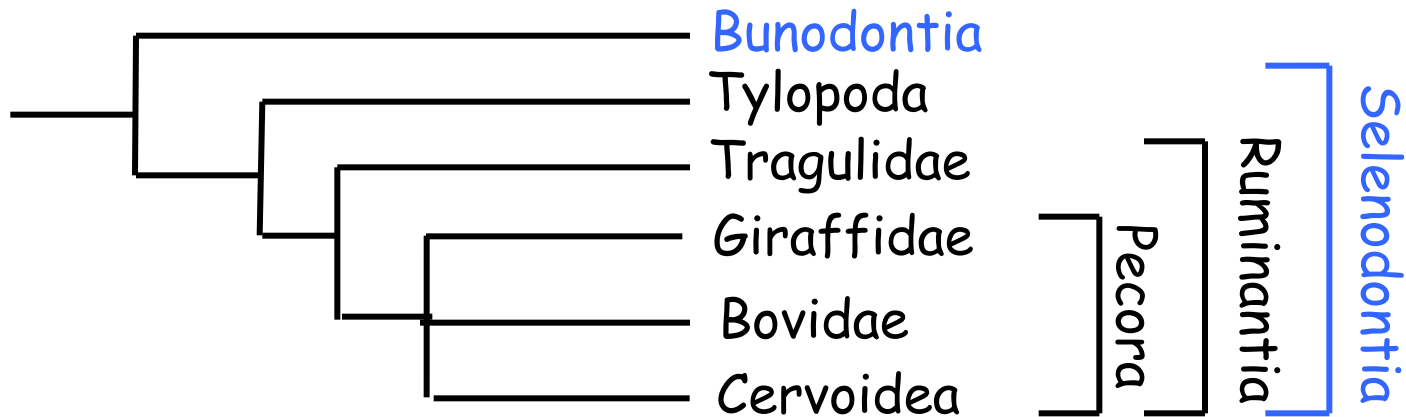 Bunodontia
Tylopoda
Tragulidae
Giraffidae
Bovidae
Cervoidea
Pecora
Ruminantia
Selenodontia